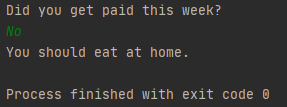 Did you get paid this week?
No
You should eat at home.
Process finished with exit code 0